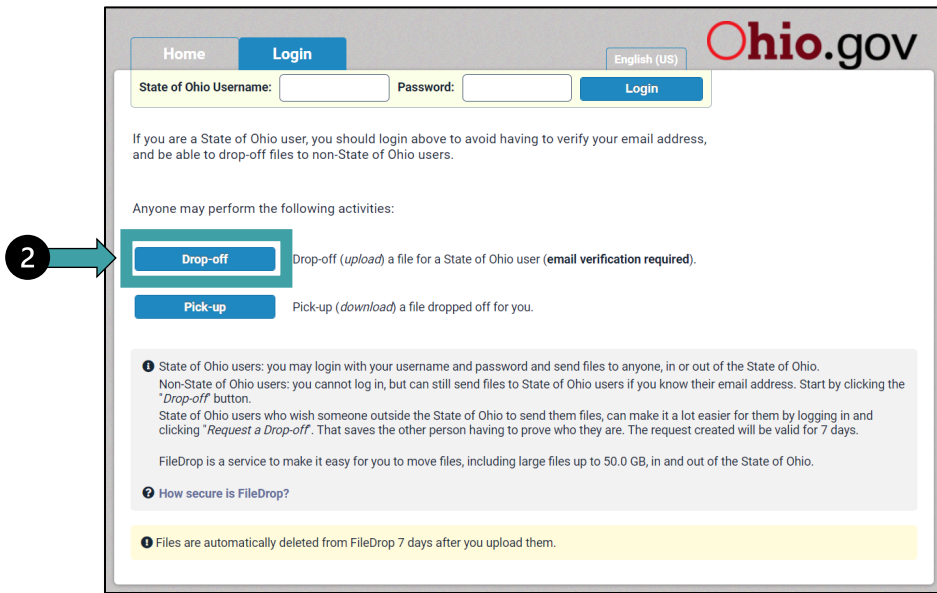 Ohio.gov
Home
Login
English (US)
State of Ohio Username:
Password:
Login
If you are a State of Ohio user, you should login above to avoid having to verify your email address,
and be able to drop-off files to non-State of Ohio users.
Anyone may perform the following activities:
2
Drop-off
Drop-off (upload) a file for a State of Ohio user (email verification required).
Pick-up
Pick-up (download) a file dropped off for you.
State of Ohio users: you may login with your username and password and send files to anyone, in or out of the State of Ohio.
Non-State of Ohio users: you cannot log in, but can still send files to State of Ohio users if you know their email address. Start by clicking the
"Drop-off" button.
State of Ohio users who wish someone outside the State of Ohio to send them files, can make it a lot easier for them by logging in and
clicking "Request a Drop-off". That saves the other person having to prove who they are. The request created will be valid for 7 days.
FileDrop is a service to make it easy for you to move files, including large files up to 50.0 GB, in and out of the State of Ohio.
How secure is FileDrop?
Files are automatically deleted from FileDrop 7 days after you upload them.